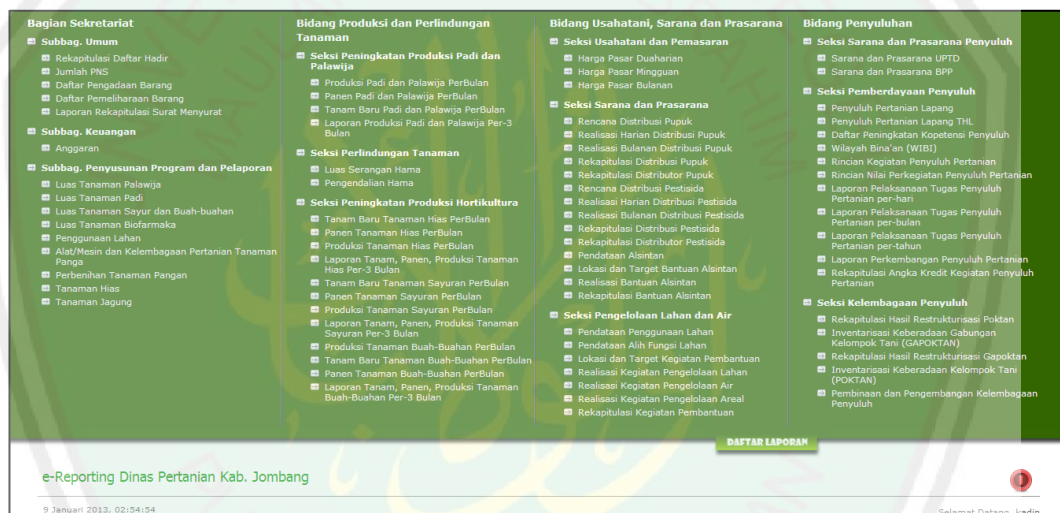 Bagian Sekretariat
Subbag. Umum
Rekapitulasi Daftar Hadir
Jumlah PNS
Daftar Pengadaan Barang
Daftar Pemeliharaan Barang
Laporan Rekapitulasi Surat Menyurat
Subbag. Keuangan
Anggaran
Subbag. Penyusunan Program dan Pelaporan
Luas Tanaman Palawija
Luas Tanaman Padi
Luas Tanaman Sayur dan Buah-buahan
Luas Tanaman Biofarmaka
Penggunaan Lahan
Alat/Mesin dan Kelembagaan Pertanian Tanaman
Panga
Perbenihan Tanaman Pangan
Tanaman Hias
Tanaman Jagung
Bidang Produksi dan Perlindungan
Tanaman
Seksi Peningkatan Produksi Padi dan
Palawija
Produksi Padi dan Palawija PerBulan
Panen Padi dan Palawija PerBulan
Tanam Baru Padi dan Palawija PerBulan
Laporan Produksi Padi dan Palawija Per-3
Bulan
Seksi Perlindungan Tanaman
Luas Serangan Hama
Pengendalian Hama
Seksi Peningkatan Produksi Hortikultura
Tanam Baru Tanaman Hias PerBulan
Panen Tanaman Hias PerBulan
Produksi Tanaman Hias PerBulan
Laporan Tanam, Panen, Produksi Tanaman
Hias Per-3 Bulan
Tanam Baru Tanaman Sayuran PerBulan
Panen Tanaman Sayuran PerBulan
Produksi Tanaman Sayuran PerBulan
Laporan Tanam, Panen, Produksi Tanaman
Sayuran Per-3 Bulan
Produksi Tanaman Buah-Buahan PerBulan
Tanam Baru Tanaman Buah-Buahan PerBulan
Panen Tanaman Buah-Buahan PerBulan
Laporan Tanam, Panen, Produksi Tanaman
Buah-Buahan Per-3 Bulan
Bidang Usahatani, Sarana dan Prasarana
Seksi Usahatani dan Pemasaran
Harga Pasar Duaharian
Harga Pasar Mingguan
Harga Pasar Bulanan
Seksi Sarana dan Prasarana
Rencana Distribusi Pupuk
Realisasi Harian Distribusi Pupuk
Realisasi Bulanan Distribusi Pupuk
Rekapitulasi Distribusi Pupuk
Rekapitulasi Distributor Pupuk
Rencana Distribusi Pestisida
Realisasi Harian Distribusi Pestisida
Realisasi Bulanan Distribusi Pestisida
Rekapitulasi Distribusi Pestisida
Rekapitulasi Distributor Pestisida
Pendataan Alsintan
Lokasi dan Target Bantuan Alsintan
Realisasi Bantuan Alsintan
Rekapitulasi Bantuan Alsintan
Seksi Pengelolaan Lahan dan Air
Pendataan Penggunaan Lahan
Pendataan Alih Fungsi Lahan
Lokasi dan Target Kegiatan Pembantuan
Realisasi Kegiatan Pengelolaan Lahan
Realisasi Kegiatan Pengelolaan Air
Realisasi Kegiatan Pengelolaan Areal
Rekapitulasi Kegiatan Pembantuan
Bidang Penyuluhan
Seksi Sarana dan Prasarana Penyuluh
Sarana dan Prasarana UPTD
Sarana dan Prasarana BPP
Seksi Pemberdayaan Penyuluh
Penyuluh Pertanian Lapang
Penyuluh Pertanian Lapang THL
Daftar Peningkatan Kopetensi Penyuluh
Wilayah Bina'an (WIBI)
Rincian Kegiatan Penyuluh Pertanian
Rincian Nilai Perkegiatan Penyuluh Pertanian
Laporan Pelaksanaan Tugas Penyuluh
Pertanian per-hari
Laporan Pelaksanaan Tugas Penyuluh
Pertanian per-bulan
Laporan Pelaksanaan Tugas Penyuluh
Pertanian per-tahun
Laporan Perkembangan Penyuluh Pertanian
Rekapitulasi Angka Kredit Kegiatan Penyuluh
Pertanian
Seksi Kelembagaan Penyuluh
Rekapitulasi Hasil Restrukturisasi Poktan
Inventarisasi Keberadaan Gabungan
Kelompok Tani (GAPOKTAN)
Rekapitulasi Hasil Restrukturisasi Gapoktan
Inventarisasi Keberadaan Kelompok Tani
(POKTAN)
Pembinaan dan Pengembangan Kelembagaan
Penyuluh
DAFTAR LAPORAN
e-Reporting Dinas Pertanian Kab. Jombang
9 Januari 2013, 02:54:54
Selamat Datang, kadin